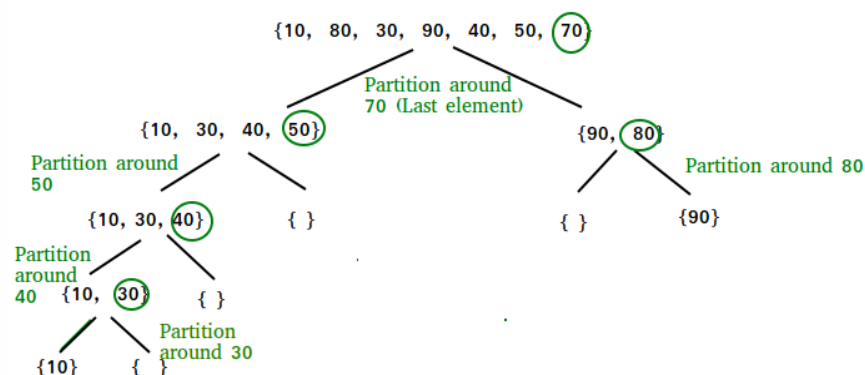 {10, 80, 30, 90, 40, 50, 70}
Partition around
70 (Last element)
{10, 30, 40, 50}
{90, 80}
Partition around
50
Partition around 80
{10, 30, 40}
{ }
{ }
{90}
Partition
around
40
{10, 30}
{ }
Partition
around 30
{10}
{ }